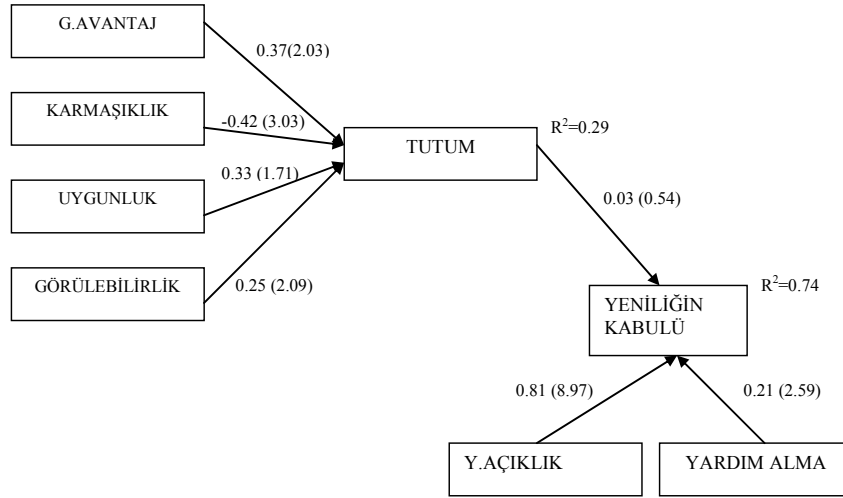 G.AVANTAJ
0.37(2.03)
KARMAŞIKLIK
-0.42 (3.03)
R²=0.29
TUTUM
0.33 (1.71)
UYGUNLUK
0.03 (0.54)
GÖRÜLEBİLİRLİK
0.25 (2.09)
R²=0.74
YENİLİĞİN
KABULÜ
0.81 (8.97)
0.21 (2.59)
Y.AÇIKLIK
YARDIM ALMA